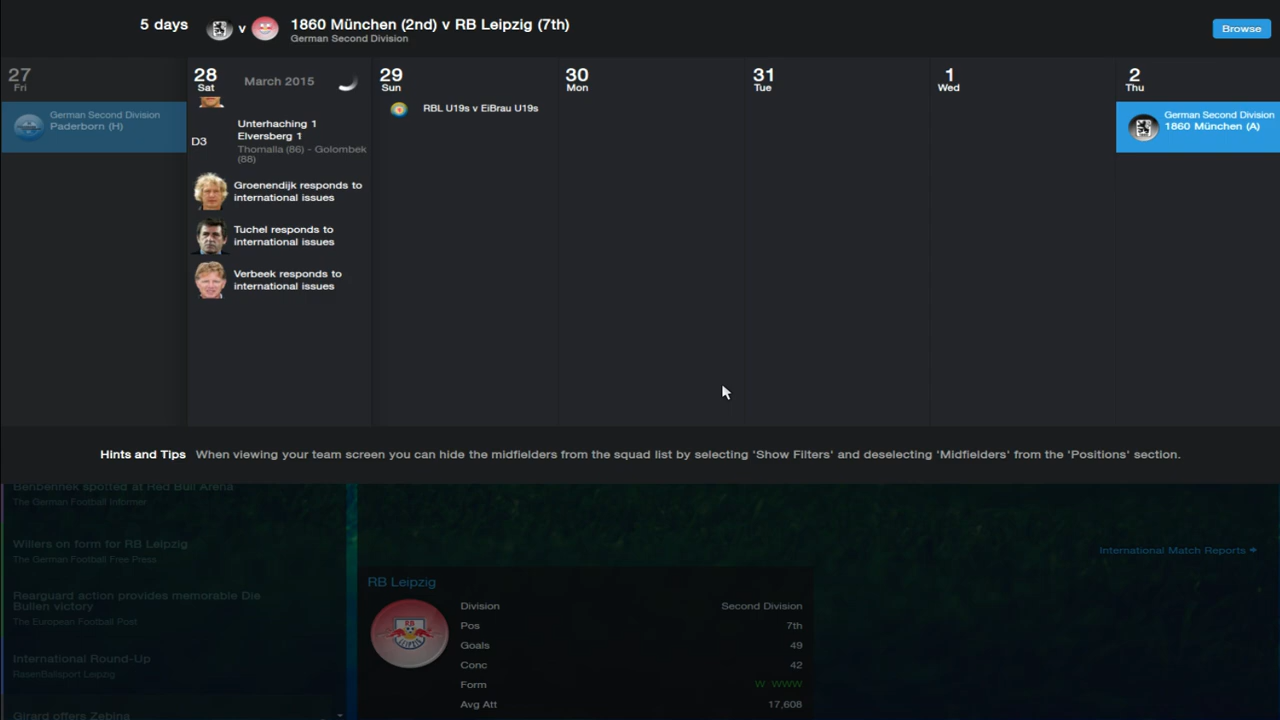 5 days
v
1860 München (2nd) v RB Leipzig (7th)
German Second Division
Browse
27
Fri
German Second Division
Paderborn (H)
28
Sat
March 2015
D3
Unterhaching 1
Elversberg 1
Thomalla (86) - Golombek
(88)
Groenendijk responds to
international issues
Tuchel responds to
international issues
Verbeek responds to
international issues
29
Sun
RBL U19s v EiBrau U19s
30
Mon
31
Tue
1
Wed
2
Thu
German Second Division
1860 München (A)
Hints and Tips
When viewing your team screen you can hide the midfielders from the squad list by selecting 'Show Filters' and deselecting 'Midfielders' from the 'Positions' section.
spotted at Red Bull Arena
The German Football Informer
Willers on form for RB Leipzig
The German Football Free Press
Rearguard action provides memorable Die
Bullen victory
The European Football Post
International Round-Up
RasenBallsport Leipzig
Girard offers Zebina
International Match Reports
RB Leipzig
Division
Second Division
Pos
7th
Goals
49
Conc
42
Form
W · WWW
Avg Att
17,608